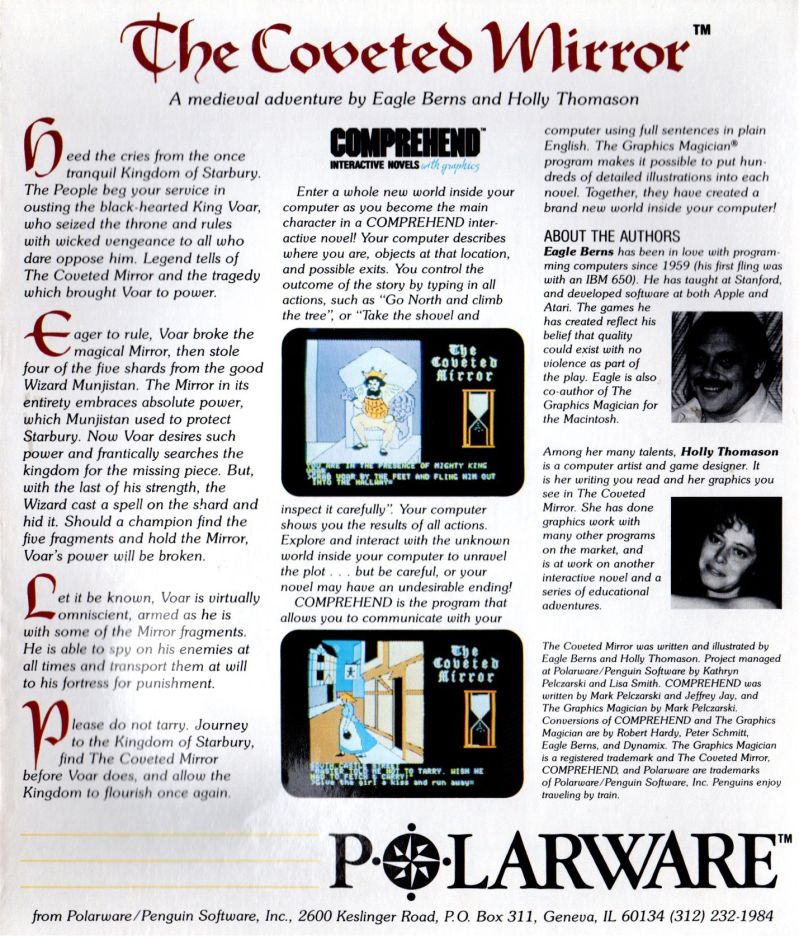 The Coveted Mirror™
A medieval adventure by Eagle Berns and Holly Thomason
Heed the cries from the once
tranquil Kingdom of Starbury.
The People beg your service in
ousting the black-hearted King Voar,
who seized the throne and rules
with wicked vengeance to all who
dare oppose him. Legend tells of
The Coveted Mirror and the tragedy
which brought Voar to power.
Eager to rule, Voar broke the
magical Mirror, then stole
four of the five shards from the good
Wizard Munjistan. The Mirror in its
entirety embraces absolute power,
which Munjistan used to protect
Starbury. Now Voar desires such
power and frantically searches the
kingdom for the missing piece. But,
with the last of his strength, the
Wizard cast a spell on the shard and
hid it. Should a champion find the
five fragments and hold the Mirror,
Voar's power will be broken.
Let it be known, Voar is virtually
omniscient, armed as he is
with some of the Mirror fragments.
He is able to spy on his enemies at
all times and transport them at will
to his fortress for punishment.
Please do not tarry. Journey
to the Kingdom of Starbury,
find The Coveted Mirror
before Voar does, and allow the
Kingdom to flourish once again.
COMPREHEND™
INTERACTIVE NOVELS with graphics
Enter a whole new world inside your
computer as you become the main
character in a COMPREHEND inter-
active novel! Your computer describes
where you are, objects at that location,
and possible exits. You control the
outcome of the story by typing in all
actions, such as "Go North and climb
the tree", or "Take the shovel and
The
Coveted
Mirror
YOU ARE IN THE PRESENCE OF MIGHTY KING
VOAR
>GRAB VOAR BY THE FEET AND FLING HIM OUT
INTO THE HALLWAY
inspect it carefully". Your computer
shows you the results of all actions.
Explore and interact with the unknown
world inside your computer to unravel
the plot . . . but be careful, or your
novel may have an undesirable ending!
COMPREHEND is the program that
allows you to communicate with your
The
Coveted
Mirror
NOT TO TARRY. WISH HE
HAD TO FETCH & CARRY!
>Give the girl a kiss and run away
computer using full sentences in plain
English. The Graphics Magician®
program makes it possible to put hun-
dreds of detailed illustrations into each
novel. Together, they have created a
brand new world inside your computer!
ABOUT THE AUTHORS
Eagle Berns has been in love with program-
ming computers since 1959 (his first fling was
with an IBM 650). He has taught at Stanford,
and developed software at both Apple and
Atari. The games he
has created reflect his
belief that quality
could exist with no
violence as part of
the play. Eagle is also
co-author of The
Graphics Magician for
the Macintosh.
Among her many talents, Holly Thomason
is a computer artist and game designer. It
is her writing you read and her graphics you
see in The Coveted
Mirror. She has done
graphics work with
many other programs
on the market, and
is at work on another
interactive novel and a
series of educational
adventures.
The Coveted Mirror was written and illustrated by
Eagle Berns and Holly Thomason. Project managed
at Polarware/Penguin Software by Kathryn
Pelczarski and Lisa Smith. COMPREHEND was
written by Mark Pelczarski and Jeffrey Jay, and
The Graphics Magician by Mark Pelczarski.
Conversions of COMPREHEND and The Graphics
Magician are by Robert Hardy, Peter Schmitt,
Eagle Berns, and Dynamix. The Graphics Magician
is a registered trademark and The Coveted Mirror,
COMPREHEND, and Polarware are trademarks
of Polarware/Penguin Software, Inc. Penguins enjoy
traveling by train.
POLARWARE™
from Polarware/Penguin Software, Inc., 2600 Keslinger Road, P.O. Box 311, Geneva, IL 60134 (312) 232-1984